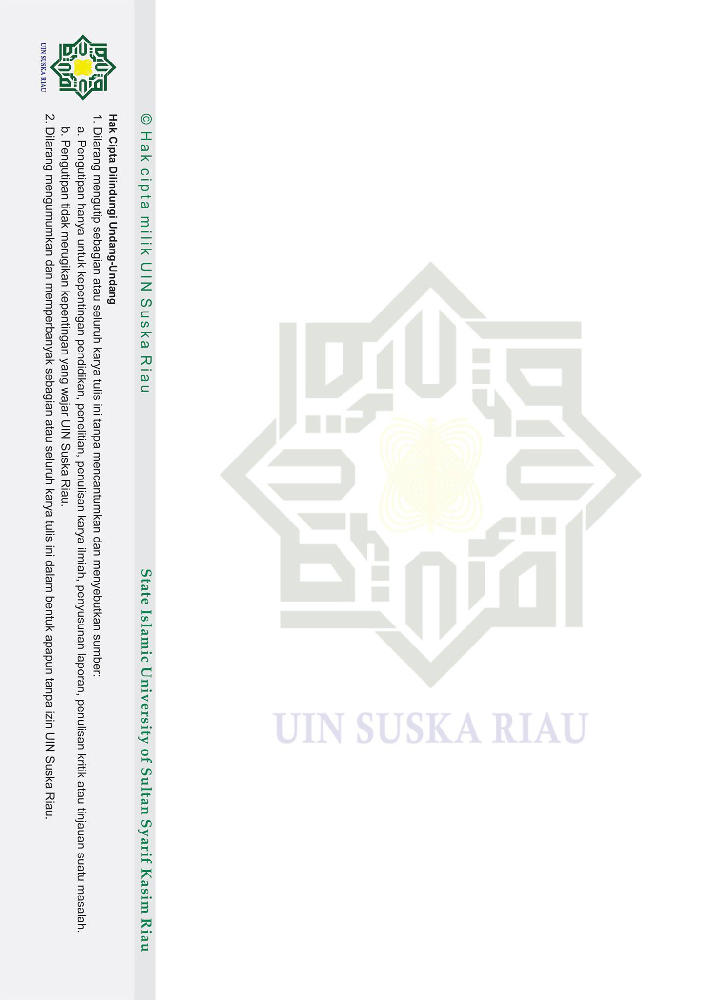 UIN SUSKA RIAU
© Hak cipta milik UIN Suska Riau
State Islamic University of Sultan Syarif Kasim Riau
Hak Cipta Dilindungi Undang-Undang
1. Dilarang mengutip sebagian atau seluruh karya tulis ini tanpa mencantumkan dan menyebutkan sumber:
a. Pengutipan hanya untuk kepentingan pendidikan, penelitian, penulisan karya ilmiah, penyusunan laporan, penulisan kritik atau tinjauan suatu masalah.
b. Pengutipan tidak merugikan kepentingan yang wajar UIN Suska Riau.
2. Dilarang mengumumkan dan memperbanyak sebagian atau seluruh karya tulis ini dalam bentuk apapun tanpa izin UIN Suska Riau.
UIN SUSKA RIAU